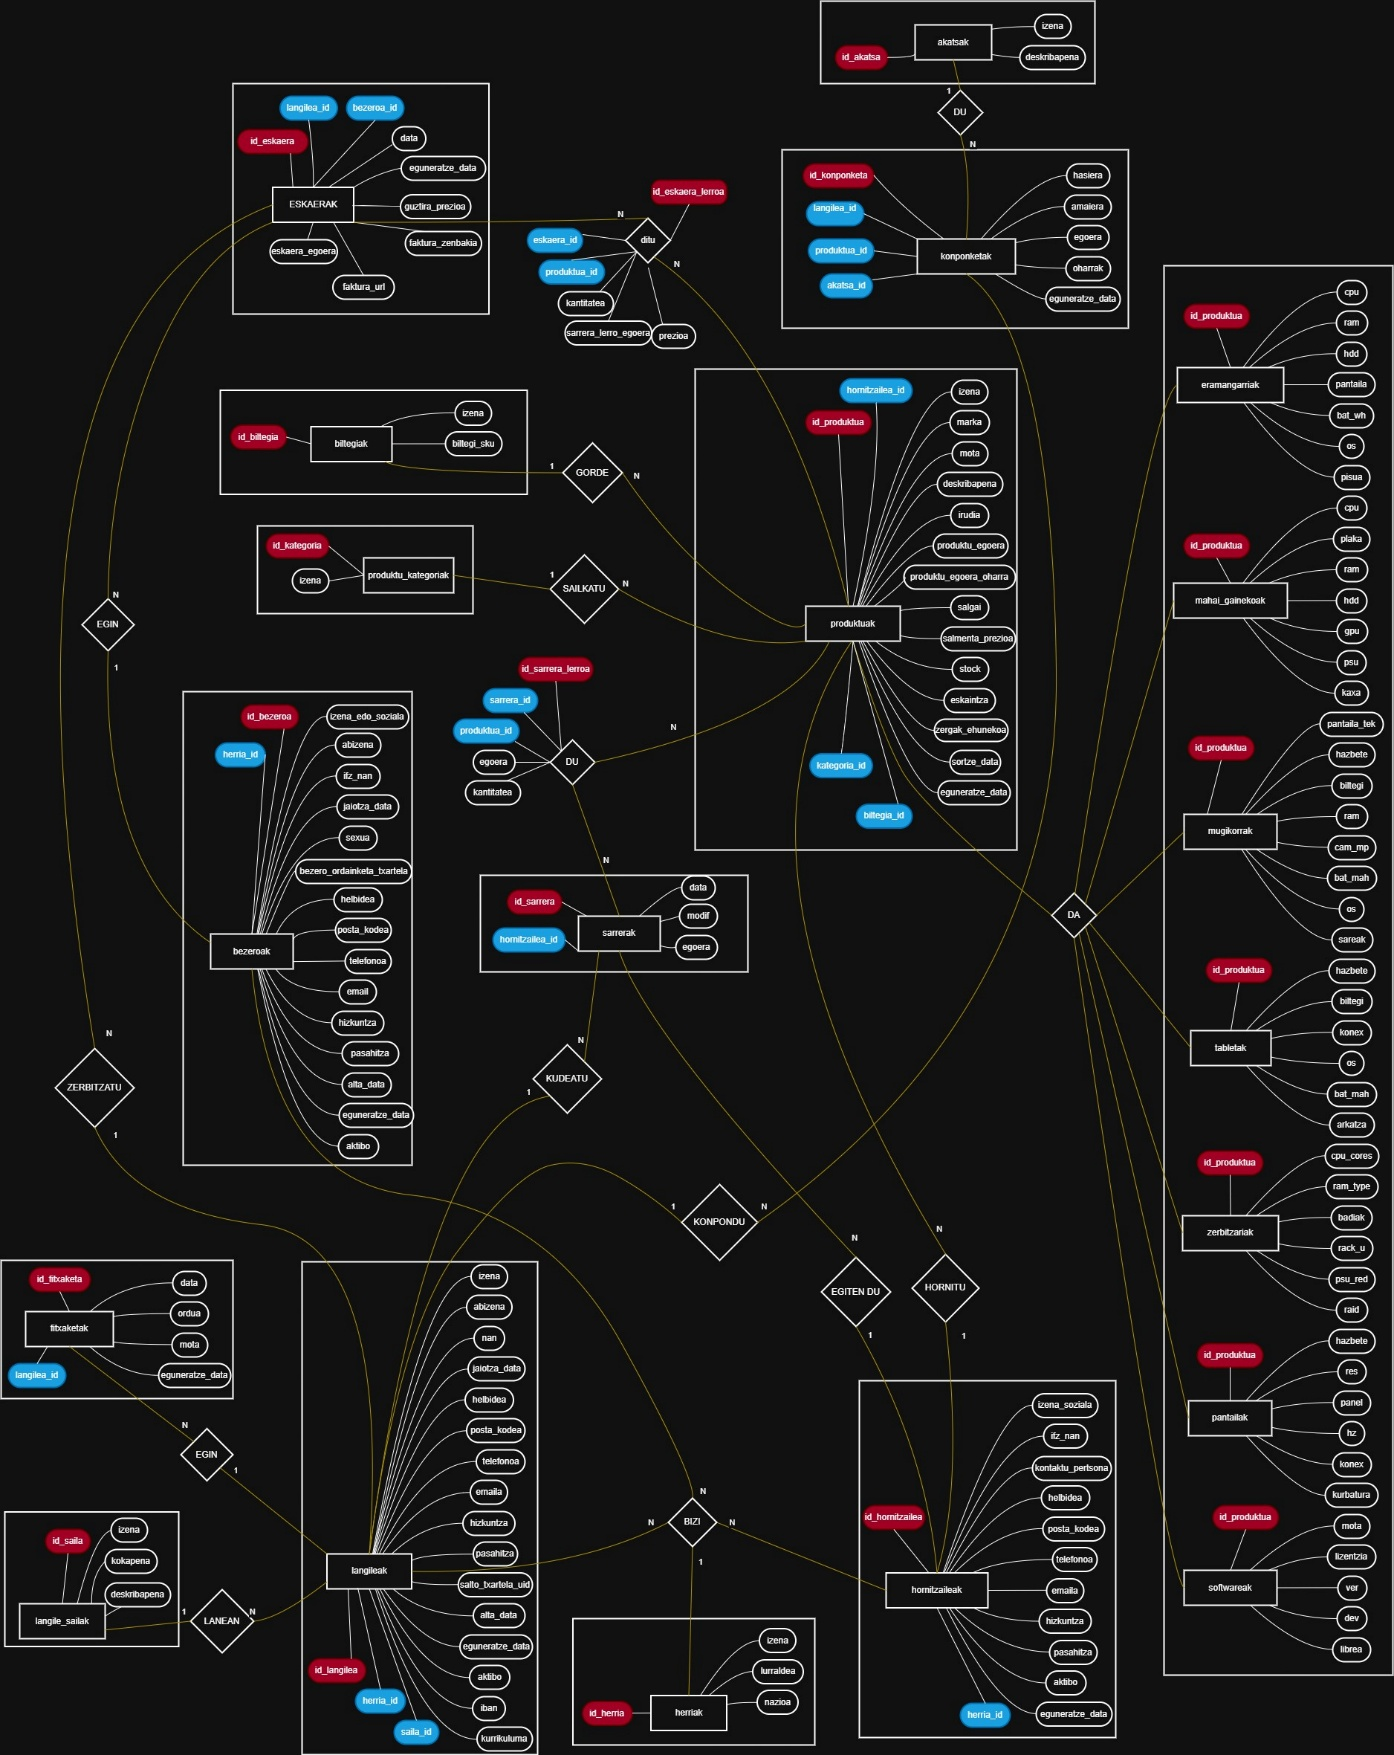 akatsak
id_akatsa
izena
deskribapena
1
DU
N
langilea_id
bezeroa_id
id_eskaera
data
eguneratze_data
ESKAERAK
guztira_prezioa
faktura_zenbakia
eskaera_egoera
faktura_url
id_eskaera_lerroa
N
eskaera_id
ditu
N
produktua_id
kantitatea
sarrera_lerro_egoera
prezioa
id_konponketa
langilea_id
produktua_id
akatsa_id
konponketak
hasiera
amaiera
egoera
oharrak
eguneratze_data
id_biltegia
biltegiak
izena
biltegi_sku
1
GORDE
N
id_kategoria
izena
produktu_kategoriak
1
SAILKATU
N
hornitzailea_id
id_produktua
produktuak
izena
marka
mota
deskribapena
irudia
produktu_egoera
produktu_egoera_oharra
salgai
salmenta_prezioa
stock
eskaintza
zergak_ehunekoa
sortze_data
eguneratze_data
kategoria_id
biltegia_id
N
EGIN
1
id_sarrera_lerroa
sarrera_id
produktua_id
egoera
kantitatea
DU
N
N
id_bezeroa
herria_id
bezeroak
izena_edo_soziala
abizena
ifz_nan
jaiotza_data
sexua
bezero_ordainketa_txartela
helbidea
posta_kodea
telefonoa
email
hizkuntza
pasahitza
alta_data
eguneratze_data
aktibo
id_sarrera
hornitzailea_id
sarrerak
data
modif
egoera
N
ZERBITZATU
1
N
KUDEATU
1
1
KONPONDU
N
N
EGITEN DU
1
N
HORNITU
1
DA
id_produktua
eramangarriak
cpu
ram
hdd
pantaila
bat_wh
os
pisua
id_produktua
mahai_gainekoak
cpu
plaka
ram
hdd
gpu
psu
kaxa
id_produktua
mugikorrak
pantaila_tek
hazbete
biltegi
ram
cam_mp
bat_mah
os
sareak
id_produktua
tabletak
hazbete
biltegi
konex
os
bat_mah
arkatza
id_produktua
zerbitzariak
cpu_cores
ram_type
badiak
rack_u
psu_red
raid
id_produktua
pantailak
hazbete
res
panel
hz
konex
kurbatura
id_produktua
softwareak
mota
lizentzia
ver
dev
librea
id_fitxaketa
fitxaketak
langilea_id
data
ordua
mota
eguneratze_data
N
EGIN
1
id_saila
langile_sailak
izena
kokapena
deskribapena
1
LANEAN
N
langileak
izena
abizena
nan
jaiotza_data
helbidea
posta_kodea
telefonoa
emaila
hizkuntza
pasahitza
salto_txartela_uid
alta_data
eguneratze_data
aktibo
iban
kurrikuluma
id_langilea
herria_id
saila_id
N
N
BIZI
N
1
id_herria
herriak
izena
lurraldea
nazioa
id_hornitzailea
hornitzaileak
izena_soziala
ifz_nan
kontaktu_pertsona
helbidea
posta_kodea
telefonoa
emaila
hizkuntza
pasahitza
aktibo
eguneratze_data
herria_id